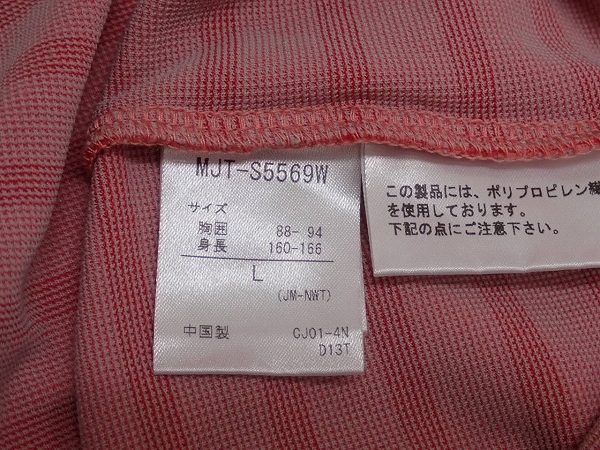 MJT-S5569W
サイズ
胸囲 88-94
身長 160-166
L
(JM-NWT)
中国製 CJ01-4N
D13T
この製品には、ポリプロピレン繊
を使用しております。
下記の点にご注意下さい。